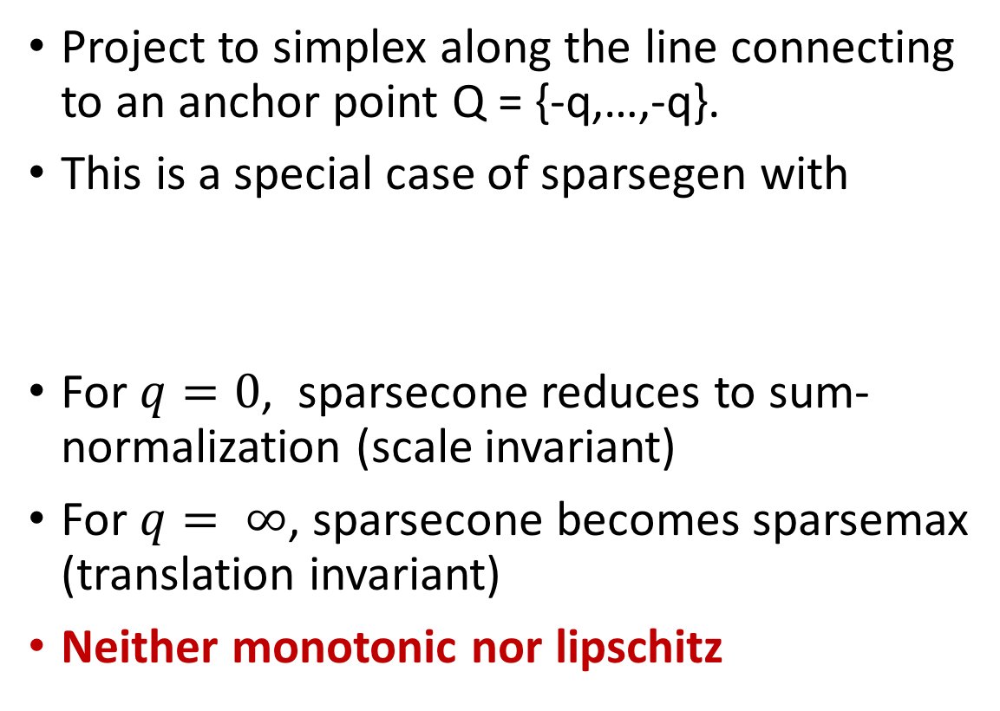 • Project to simplex along the line connecting
to an anchor point Q = {-q,…,-q}.
• This is a special case of sparsegen with
• For 𝑞 = 0, sparsecone reduces to sum-
normalization (scale invariant)
• For 𝑞 = ∞, sparsecone becomes sparsemax
(translation invariant)
• Neither monotonic nor lipschitz